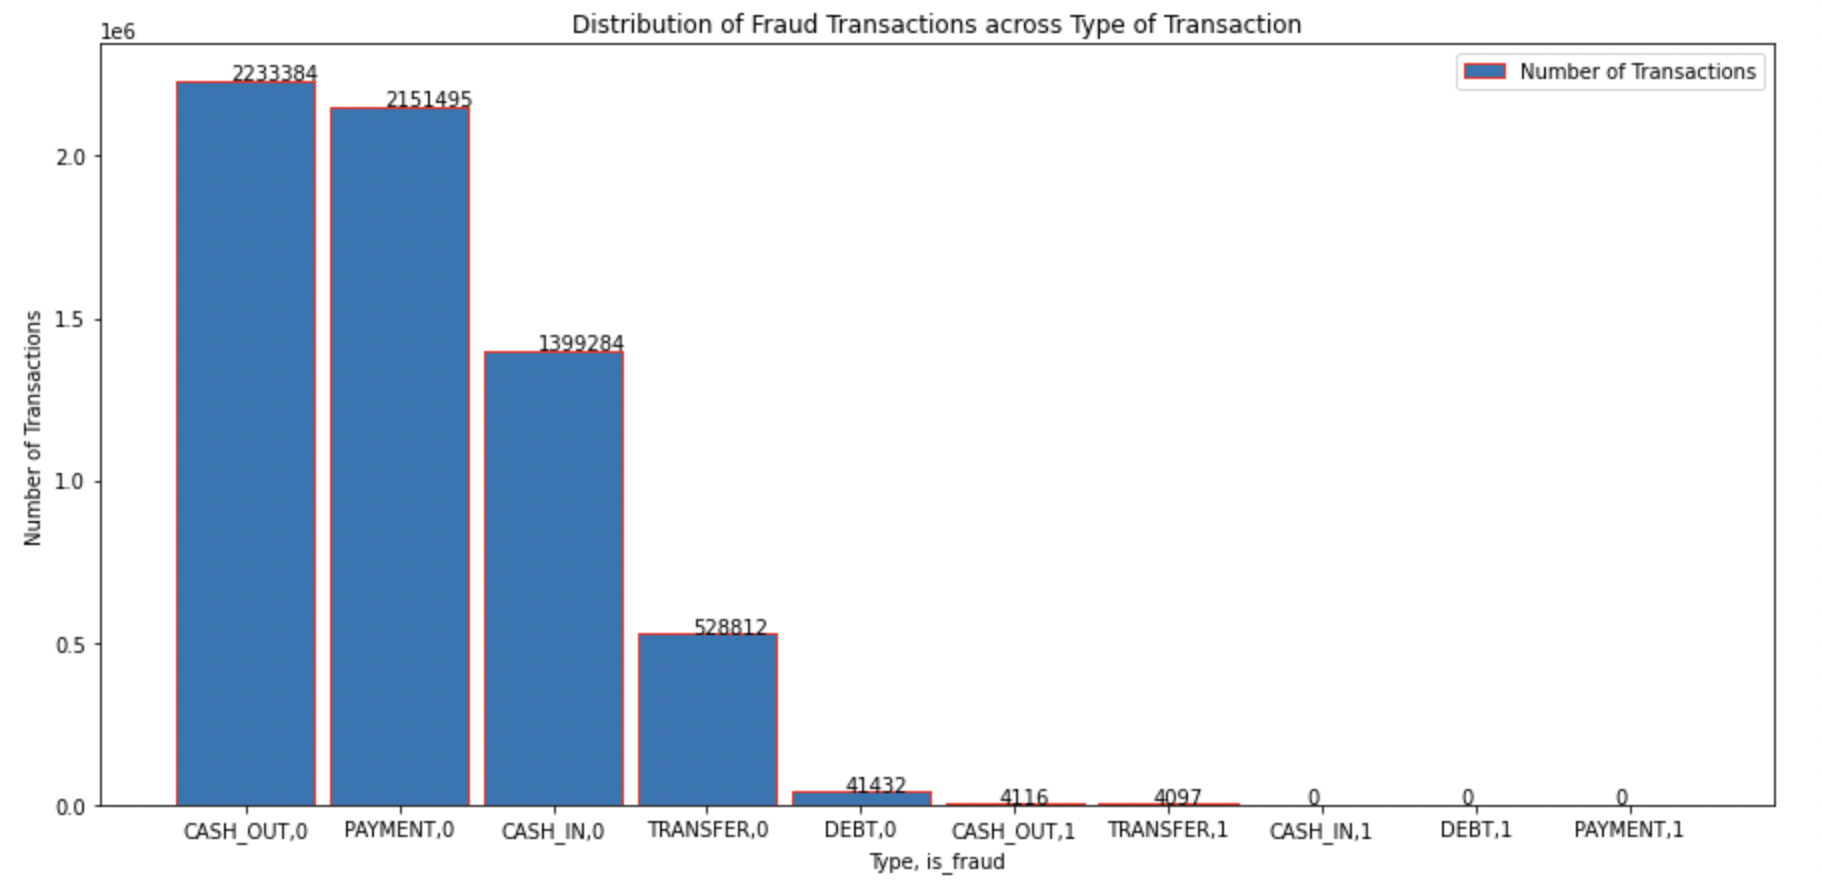 Distribution of Fraud Transactions across Type of Transaction
1e6
Number of Transactions
2233384
2151495
1399284
528812
41432
4116
4097
0
0
0
2.0
1.5
1.0
0.5
0.0
Number of Transactions
CASH_OUT,0 PAYMENT,0 CASH_IN,0 TRANSFER,0 DEBT,0 CASH_OUT,1 TRANSFER,1 CASH_IN,1 DEBT,1 PAYMENT,1
Type, is_fraud